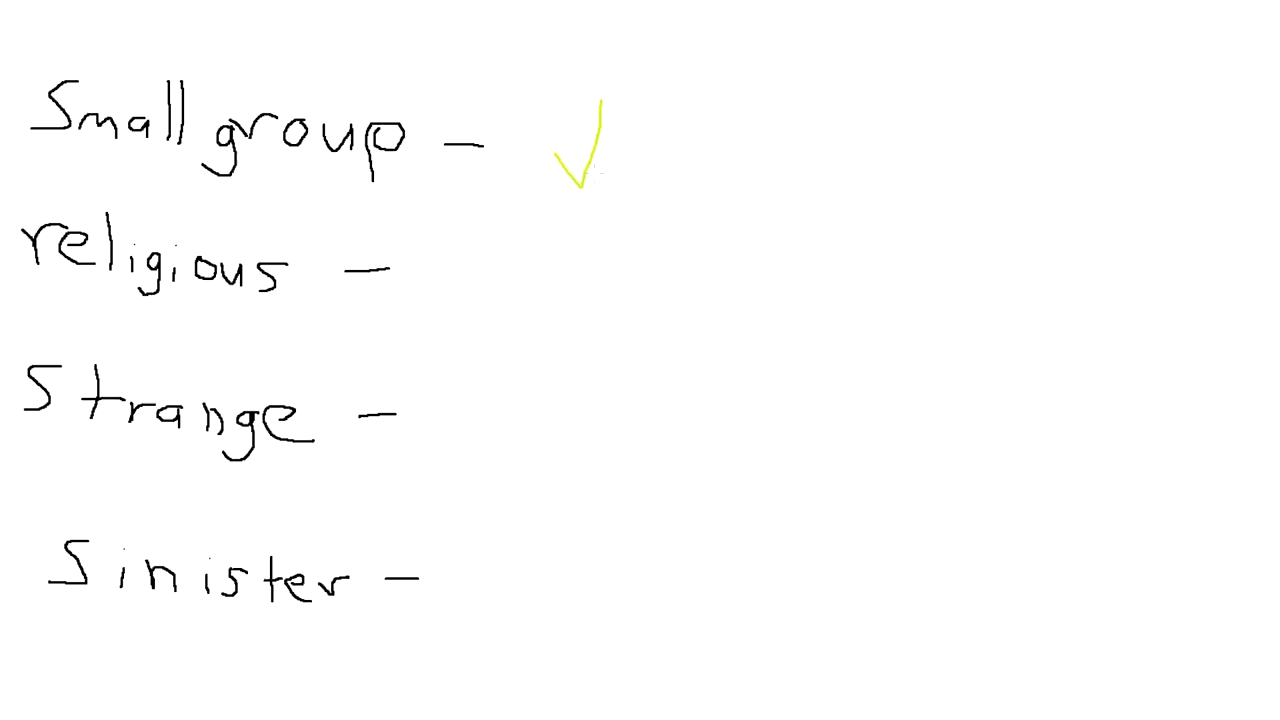 Small group - ✓
religious -
Strange -
Sinister -